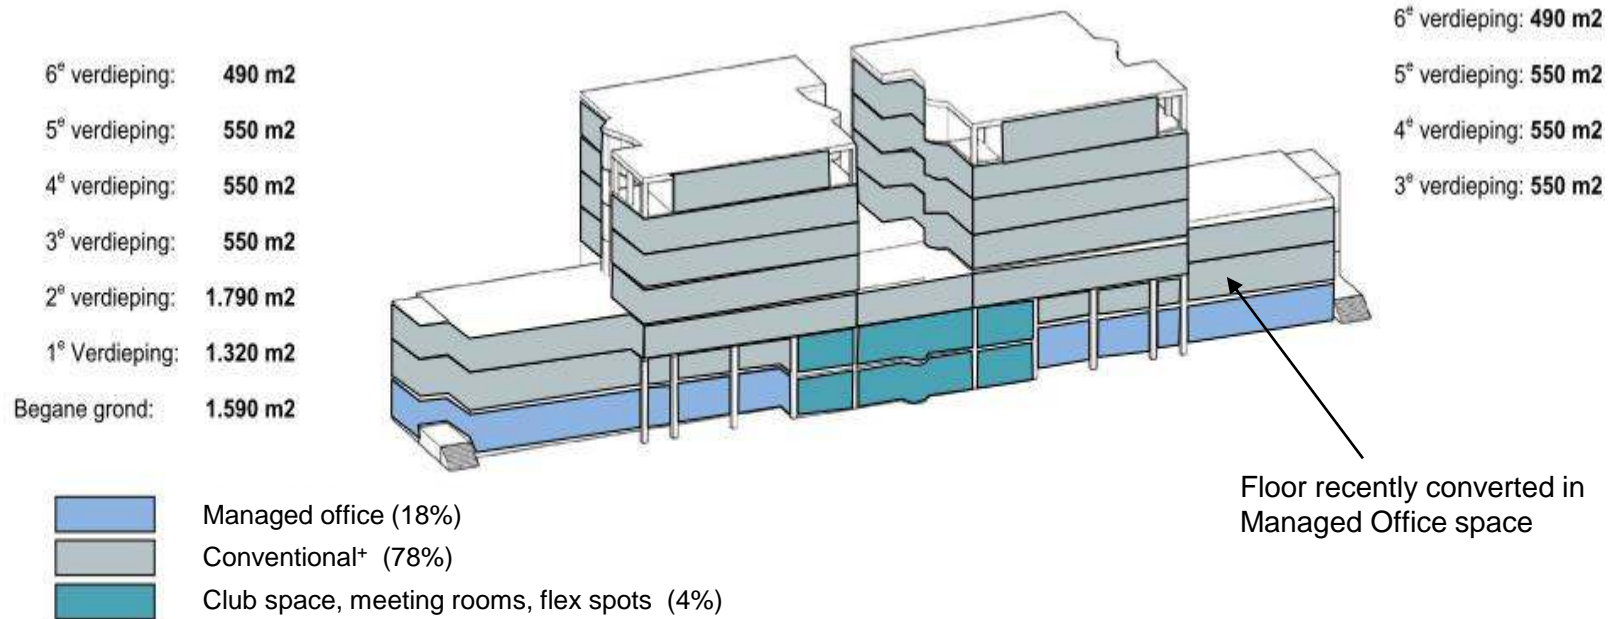 6e verdieping: 490 m2
5e verdieping: 550 m2
4e verdieping: 550 m2
3e verdieping: 550 m2
2e verdieping: 1.790 m2
1e Verdieping: 1.320 m2
Begane grond: 1.590 m2
6e verdieping: 490 m2
5e verdieping: 550 m2
4e verdieping: 550 m2
3e verdieping: 550 m2
Floor recently converted in
Managed Office space
Managed office (18%)
Conventional+ (78%)
Club space, meeting rooms, flex spots (4%)